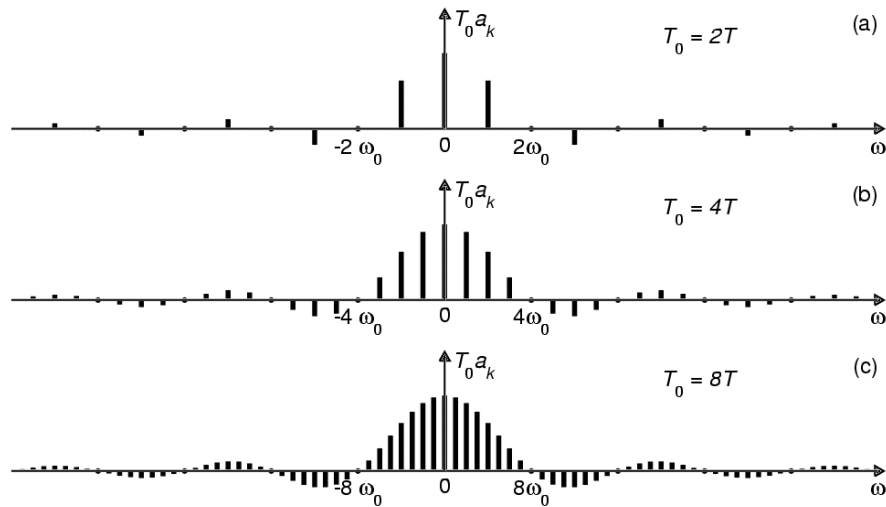 T₀aₖ
T₀ = 2T
(a)
-2 ω₀
0
2ω₀
ω
T₀aₖ
T₀ = 4T
(b)
-4 ω₀
0
4ω₀
ω
T₀aₖ
T₀ = 8T
(c)
-8 ω₀
0
8ω₀
ω